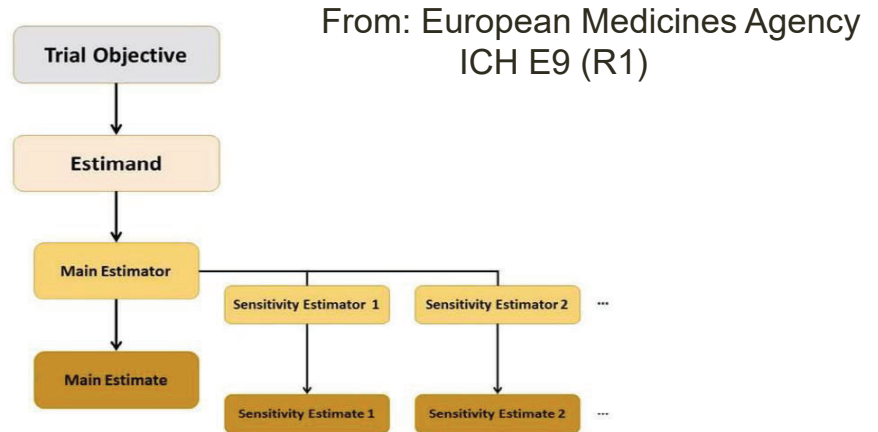 From: European Medicines Agency
ICH E9 (R1)
Trial Objective
Estimand
Main Estimator
Sensitivity Estimator 1
Sensitivity Estimator 2
...
Main Estimate
Sensitivity Estimate 1
Sensitivity Estimate 2
...